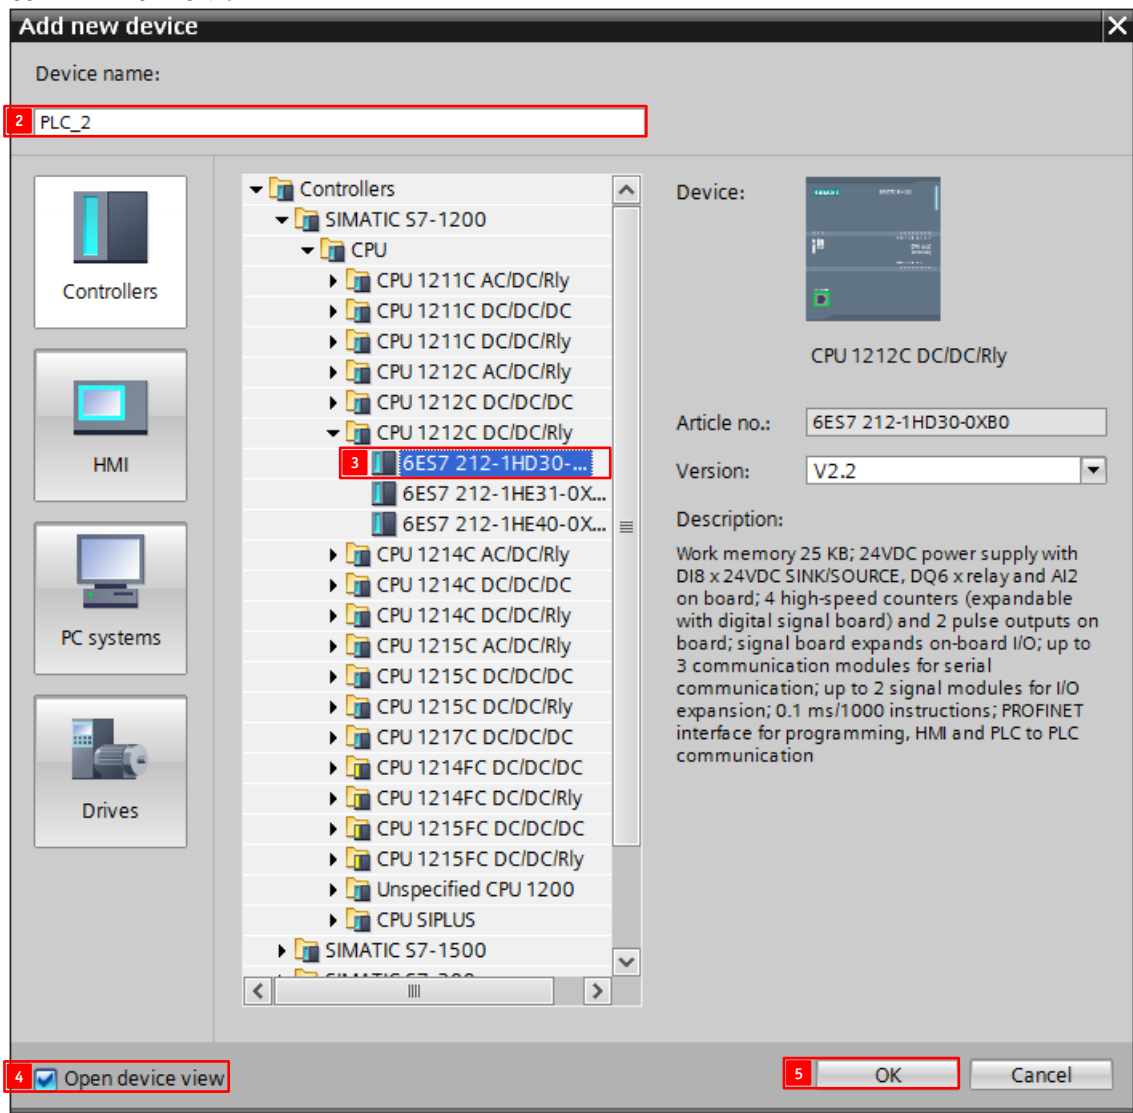 Add new device
Device name:
2 PLC_2
Controllers
HMI
PC systems
Drives
Controllers
SIMATIC S7-1200
CPU
CPU 1211C AC/DC/Rly
CPU 1211C DC/DC/DC
CPU 1211C DC/DC/Rly
CPU 1212C AC/DC/Rly
CPU 1212C DC/DC/DC
CPU 1212C DC/DC/Rly
3 6ES7 212-1HD30-...
6ES7 212-1HE31-0X...
6ES7 212-1HE40-0X...
CPU 1214C AC/DC/Rly
CPU 1214C DC/DC/DC
CPU 1214C DC/DC/Rly
CPU 1215C AC/DC/Rly
CPU 1215C DC/DC/DC
CPU 1215C DC/DC/Rly
CPU 1217C DC/DC/DC
CPU 1214FC DC/DC/DC
CPU 1214FC DC/DC/Rly
CPU 1215FC DC/DC/DC
CPU 1215FC DC/DC/Rly
Unspecified CPU 1200
CPU SIPLUS
SIMATIC S7-1500
SIMATIC S7-300
Device:
CPU 1212C DC/DC/Rly
Article no.: 6ES7 212-1HD30-0XB0
Version: V2.2
Description:
Work memory 25 KB; 24VDC power supply with
DI8 x 24VDC SINK/SOURCE, DQ6 x relay and AI2
on board; 4 high-speed counters (expandable
with digital signal board) and 2 pulse outputs on
board; signal board expands on-board I/O; up to
3 communication modules for serial
communication; up to 2 signal modules for I/O
expansion; 0.1 ms/1000 instructions; PROFINET
interface for programming, HMI and PLC to PLC
communication
4 Open device view
5 OK
Cancel